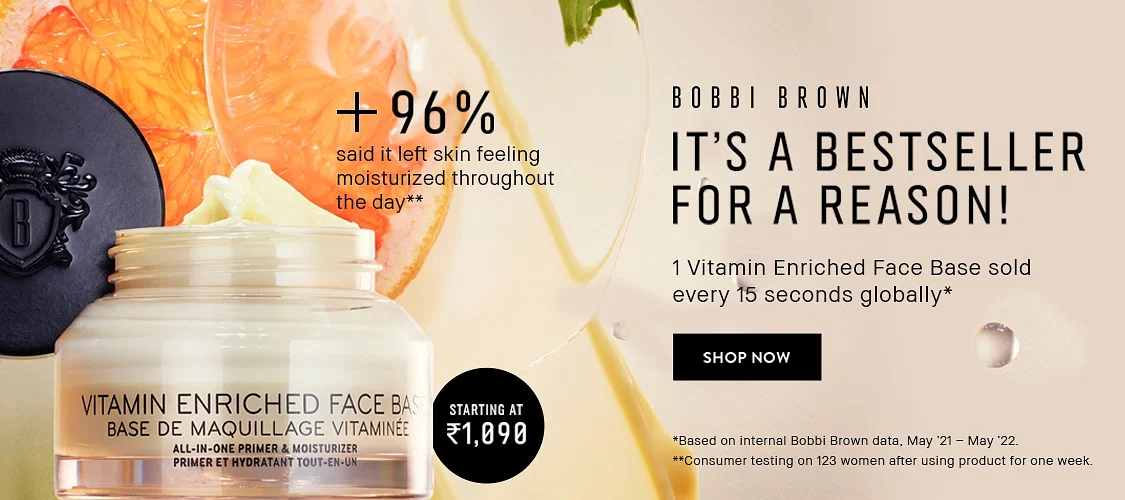 + 96%
said it left skin feeling
moisturized throughout
the day**
B
VITAMIN ENRICHED FACE BASE
BASE DE MAQUILLAGE VITAMINÉE
ALL-IN-ONE PRIMER & MOISTURIZER
PRIMER ET HYDRATANT TOUT-EN-UN
STARTING AT
₹1,090
BOBBI BROWN
IT'S A BESTSELLER
FOR A REASON!
1 Vitamin Enriched Face Base sold
every 15 seconds globally*
SHOP NOW
*Based on internal Bobbi Brown data, May '21 – May '22.
**Consumer testing on 123 women after using product for one week.